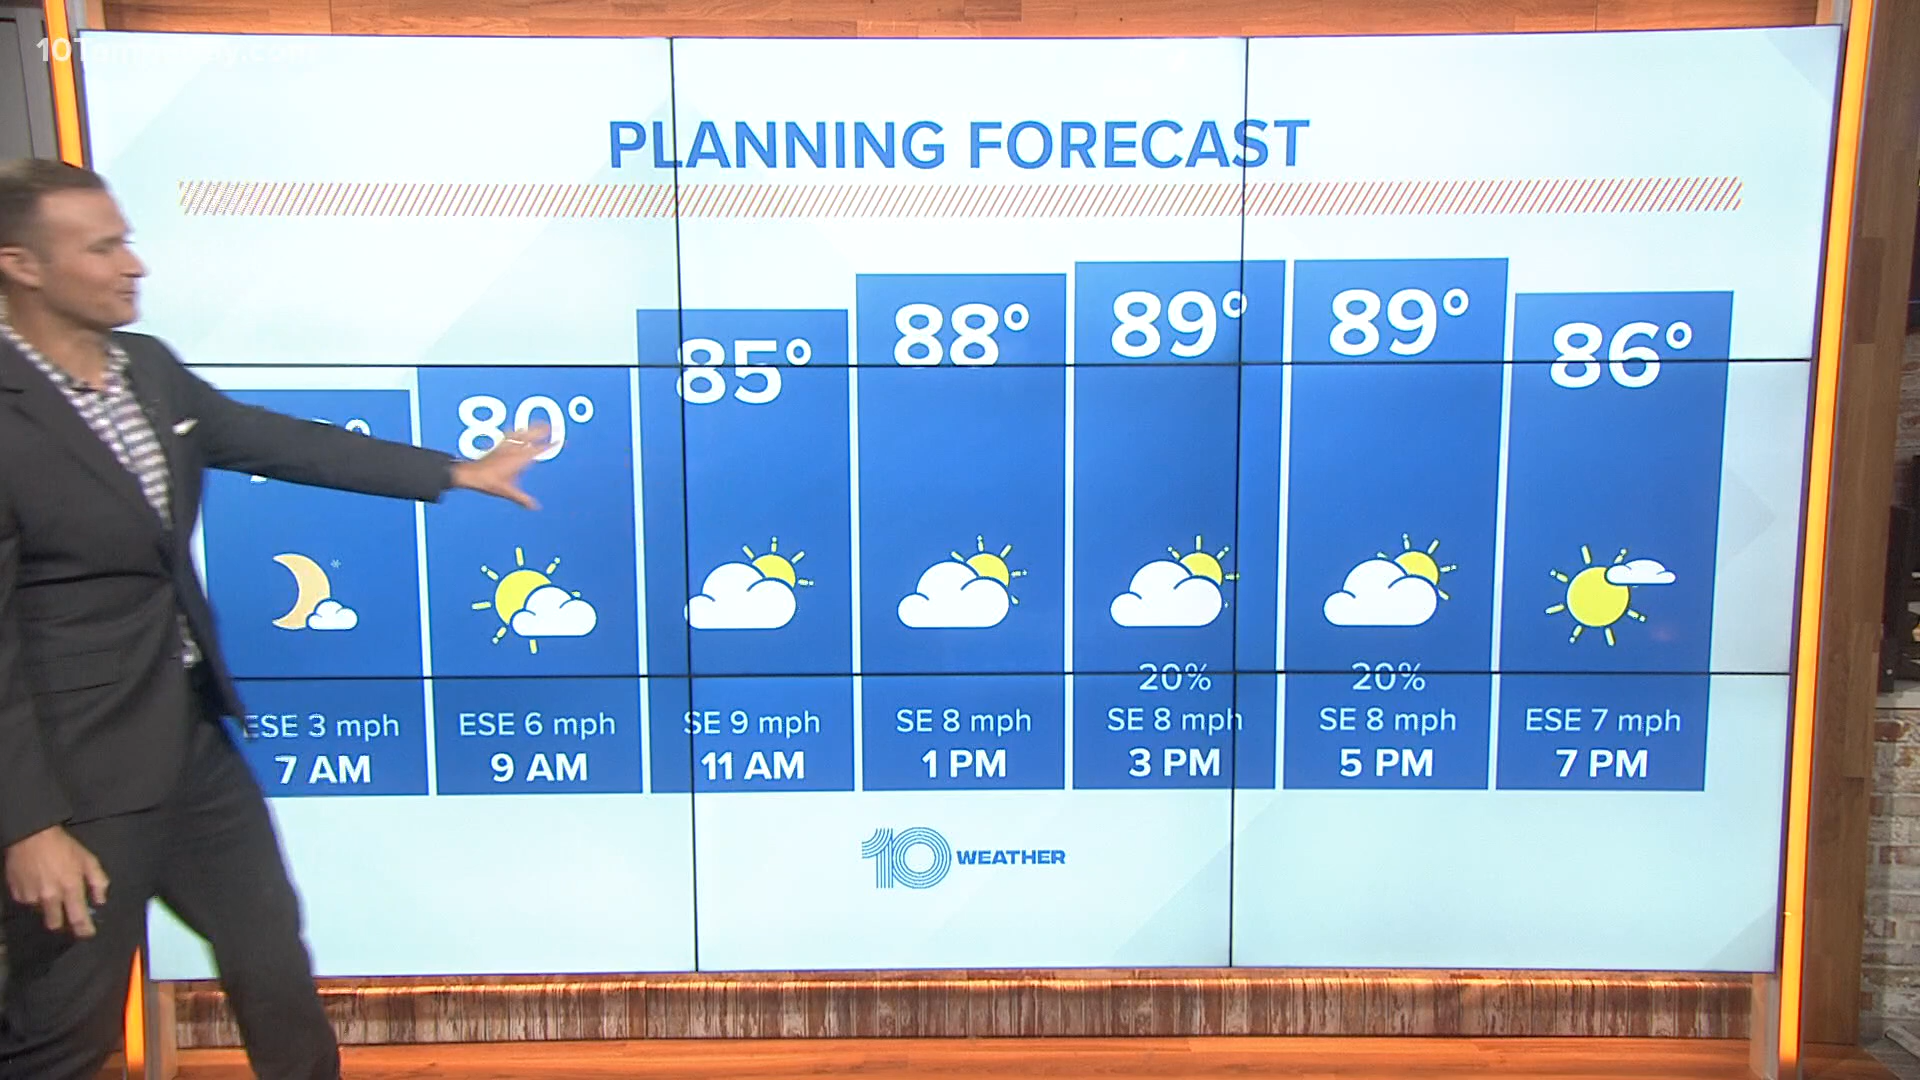 PLANNING FORECAST
80° 85° 88° 89° 89° 86°
20% 20%
ESE 3 mph ESE 6 mph SE 9 mph SE 8 mph SE 8 mph SE 8 mph ESE 7 mph
7 AM 9 AM 11 AM 1 PM 3 PM 5 PM 7 PM
10 WEATHER